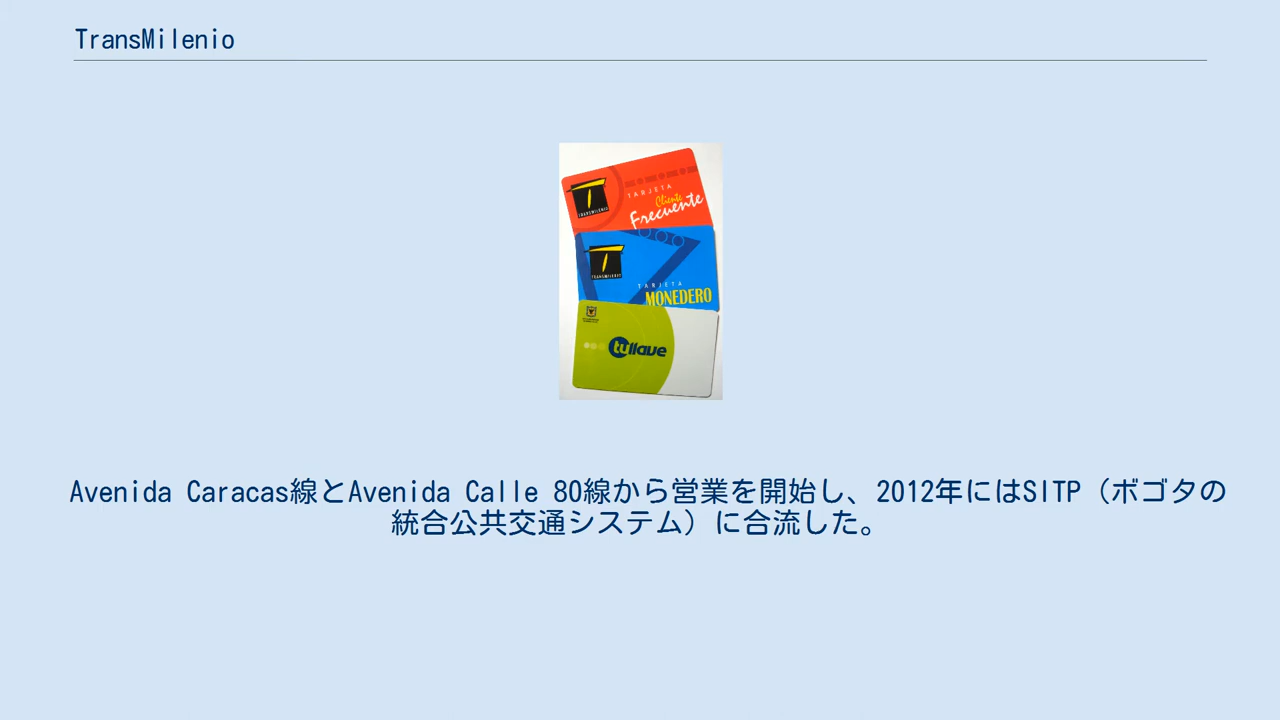 TransMilenio
TRANSMILENIO
TARJETA
Cliente
Frecuente
TRANSMILENIO
TARJETA
MONEDERO
tullave
Avenida Caracas線とAvenida Calle 80線から営業を開始し、2012年にはSITP（ボゴタの
統合公共交通システム）に合流した。